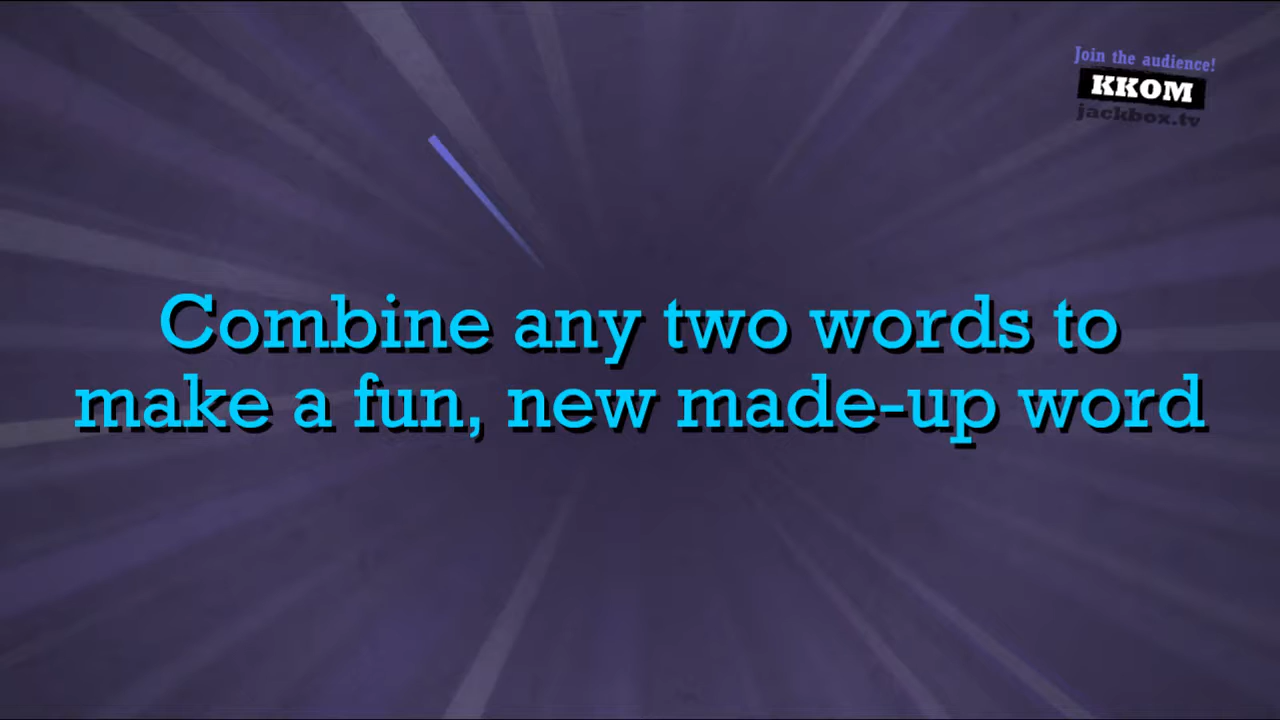 Join the audience!
KKOM
jackbox.tv
Combine any two words to
make a fun, new made-up word